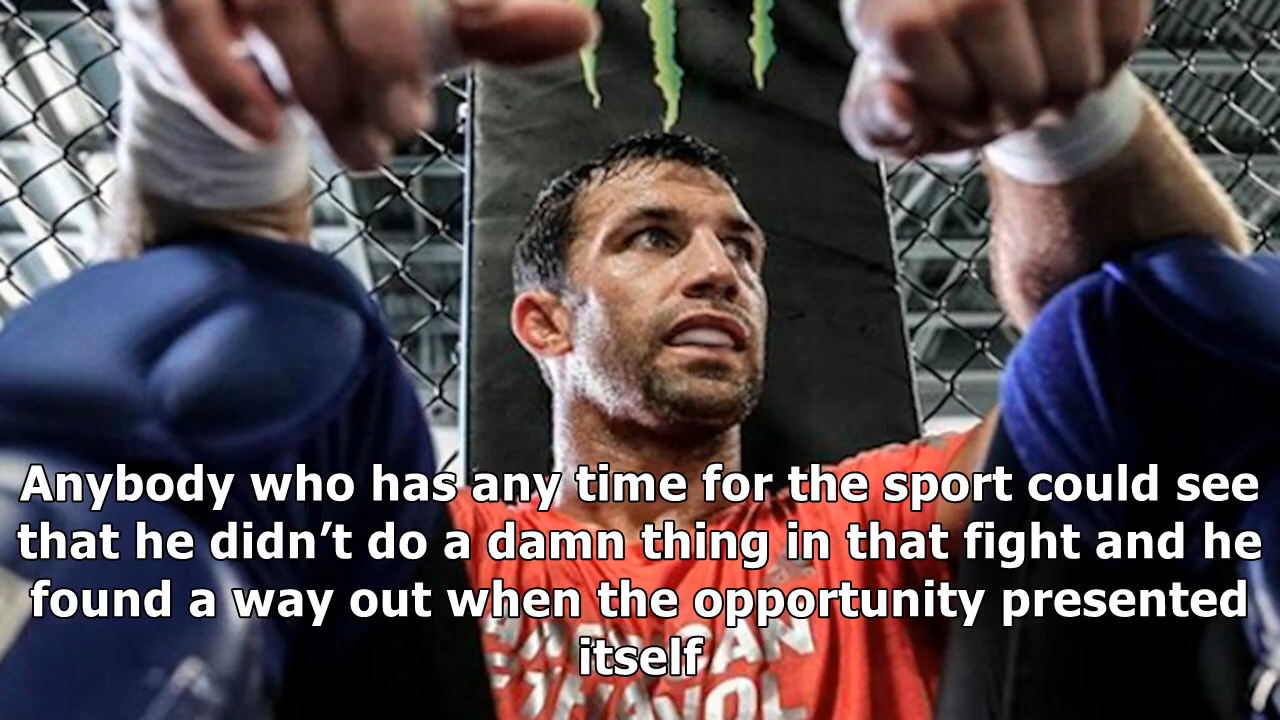 Anybody who has any time for the sport could see
that he didn’t do a damn thing in that fight and he
found a way out when the opportunity presented
itself